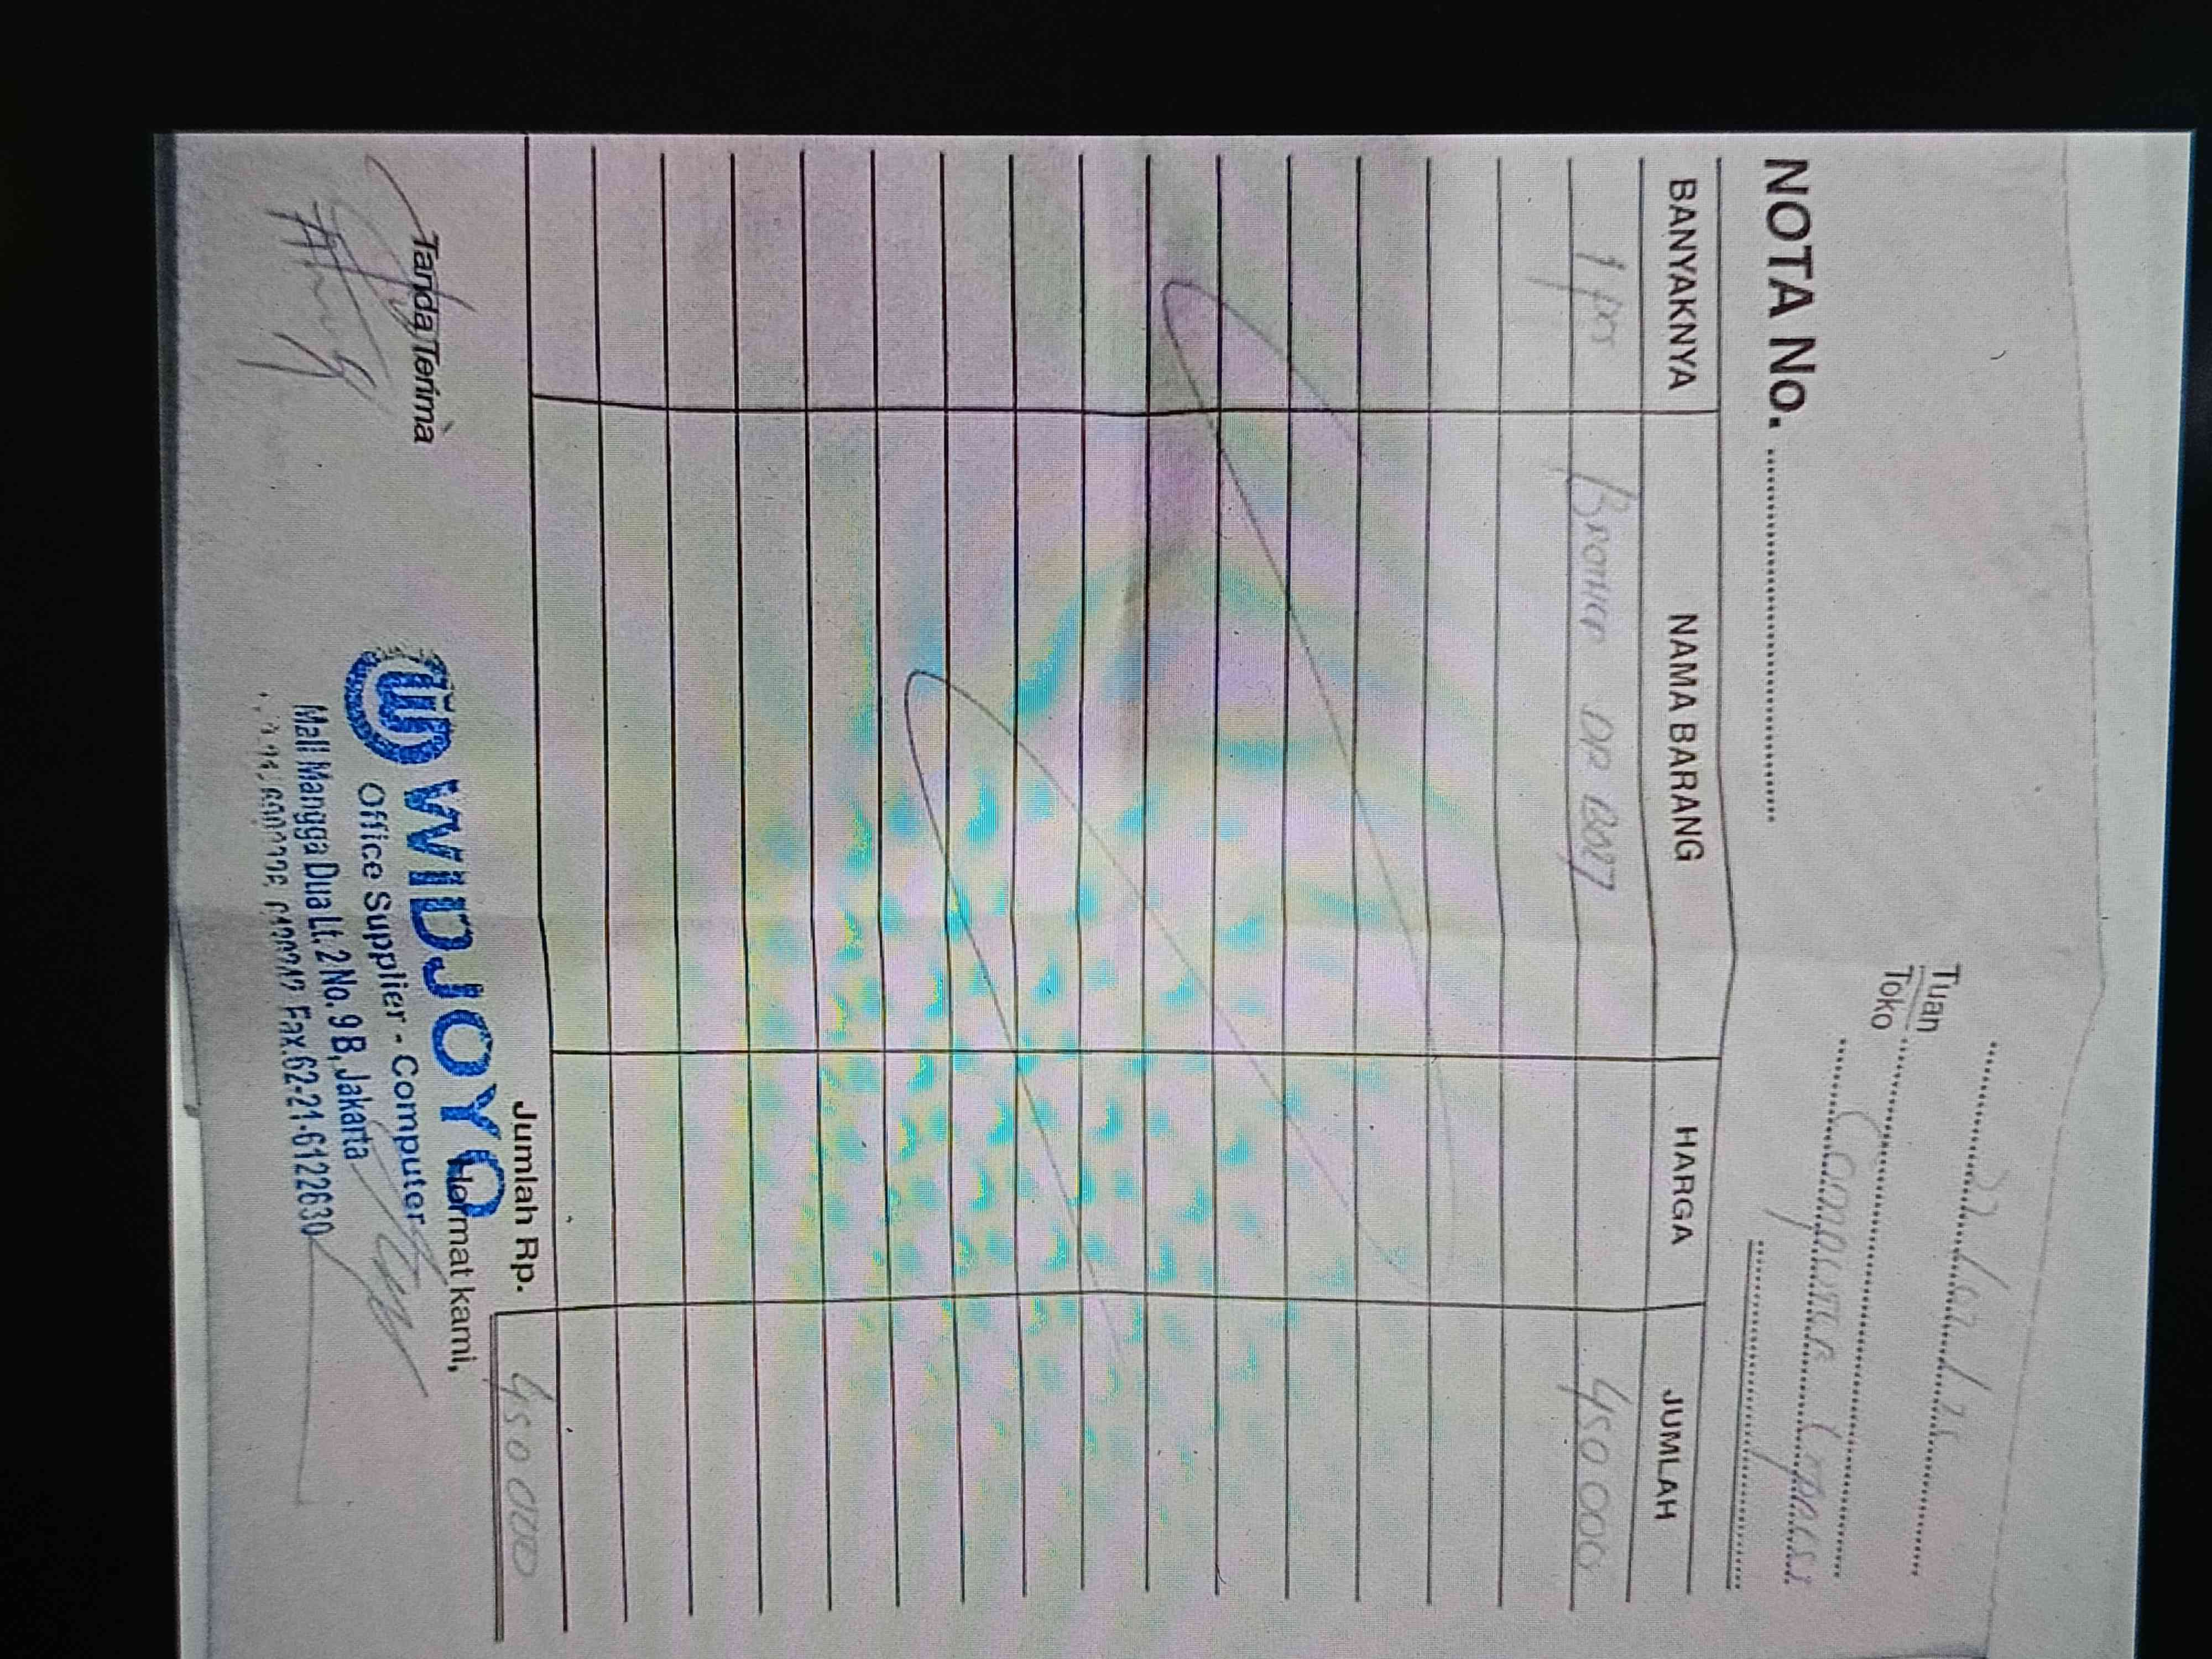 Tuan
Toko
Computer Express
NOTA No.
BANYAKNYA NAMA BARANG HARGA JUMLAH
1 pcs Brother DR 450.000
Jumlah Rp. 450.000
Tanda Terima Hormat kami,
WIDJOYO
Office Supplier - Computer
Mall Mangga Dua Lt. 2 No. 9 B, Jakarta
Fax.62-21-6122630